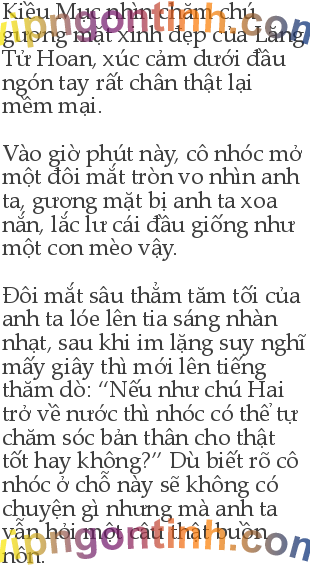 Kiều Mục nhìn chăm chú
gương mặt xinh đẹp của Lăng
Tử Hoan, xúc cảm dưới đầu
ngón tay rất chân thật lại
mềm mại.

Vào giờ phút này, cô nhóc mở
một đôi mắt tròn vo nhìn anh
ta, gương mặt bị anh ta xoa
nắn, lắc lư cái đầu giống như
một con mèo vậy.

Đôi mắt sâu thẳm tăm tối của
anh ta lóe lên tia sáng nhàn
nhạt, sau khi im lặng suy nghĩ
mấy giây thì mới lên tiếng
thăm dò: “Nếu như chú Hai
trở về nước thì nhóc có thể tự
chăm sóc bản thân cho thật
tốt hay không?” Dù biết rõ cô
nhóc ở chỗ này sẽ không có
chuyện gì nhưng mà anh ta
vẫn hỏi một câu thật buồn
nôn.